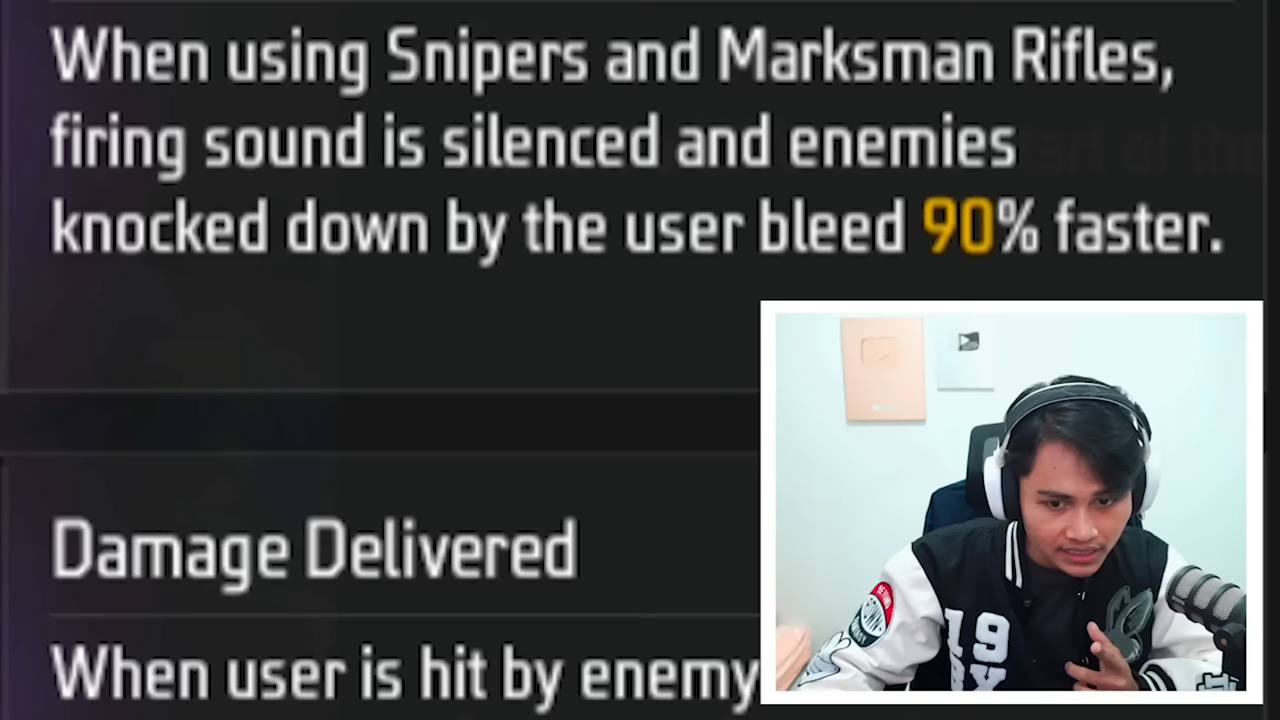 When using Snipers and Marksman Rifles,
firing sound is silenced and enemies
knocked down by the user bleed 90% faster.
Damage Delivered
When user is hit by enemy
19